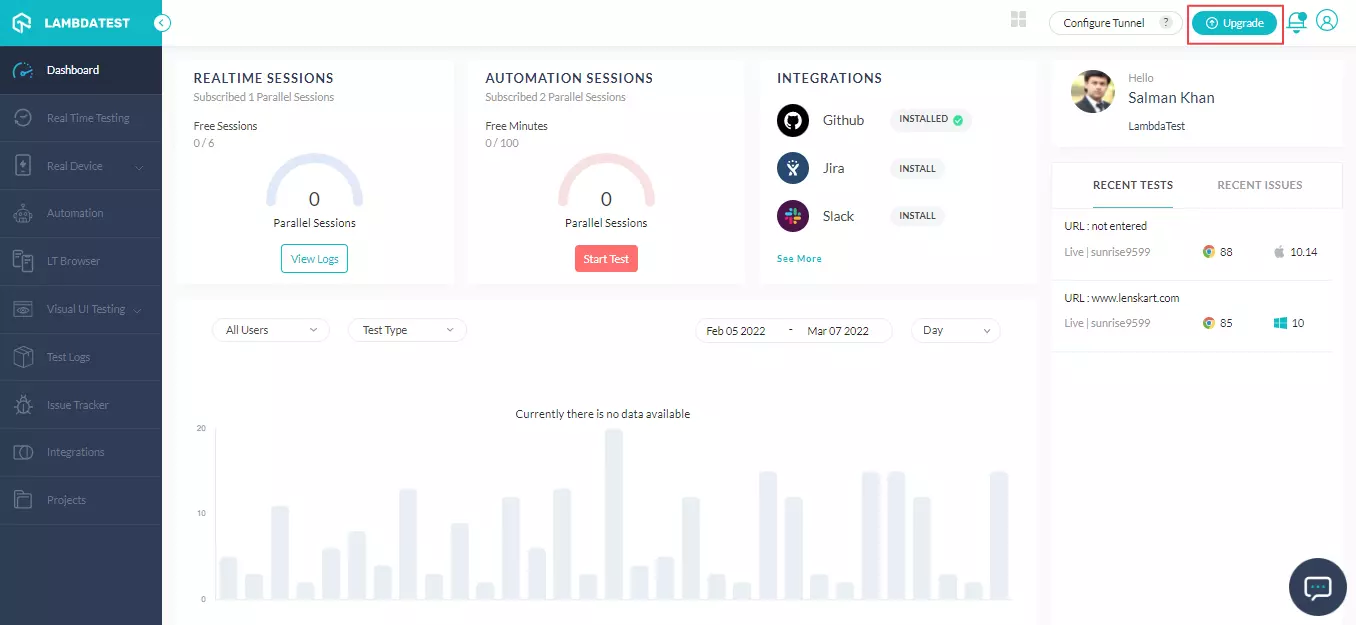 LAMBDATEST
Configure Tunnel ?
Upgrade
Dashboard
Real Time Testing
Real Device
Automation
LT Browser
Visual UI Testing
Test Logs
Issue Tracker
Integrations
Projects
REALTIME SESSIONS
Subscribed 1 Parallel Sessions
Free Sessions
0 / 6
0
Parallel Sessions
View Logs
AUTOMATION SESSIONS
Subscribed 2 Parallel Sessions
Free Minutes
0 / 100
0
Parallel Sessions
Start Test
INTEGRATIONS
Github INSTALLED
Jira INSTALL
Slack INSTALL
See More
Hello
Salman Khan
LambdaTest
RECENT TESTS RECENT ISSUES
URL : not entered
Live | sunrise9599 88 10.14
URL : www.lenskart.com
Live | sunrise9599 85 10
All Users Test Type Feb 05 2022 - Mar 07 2022 Day
Currently there is no data available
20
10
0